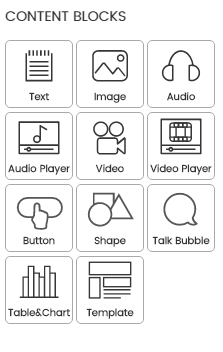 CONTENT BLOCKS
Text Image Audio
Audio Player Video Video Player
Button Shape Talk Bubble
Table&Chart Template